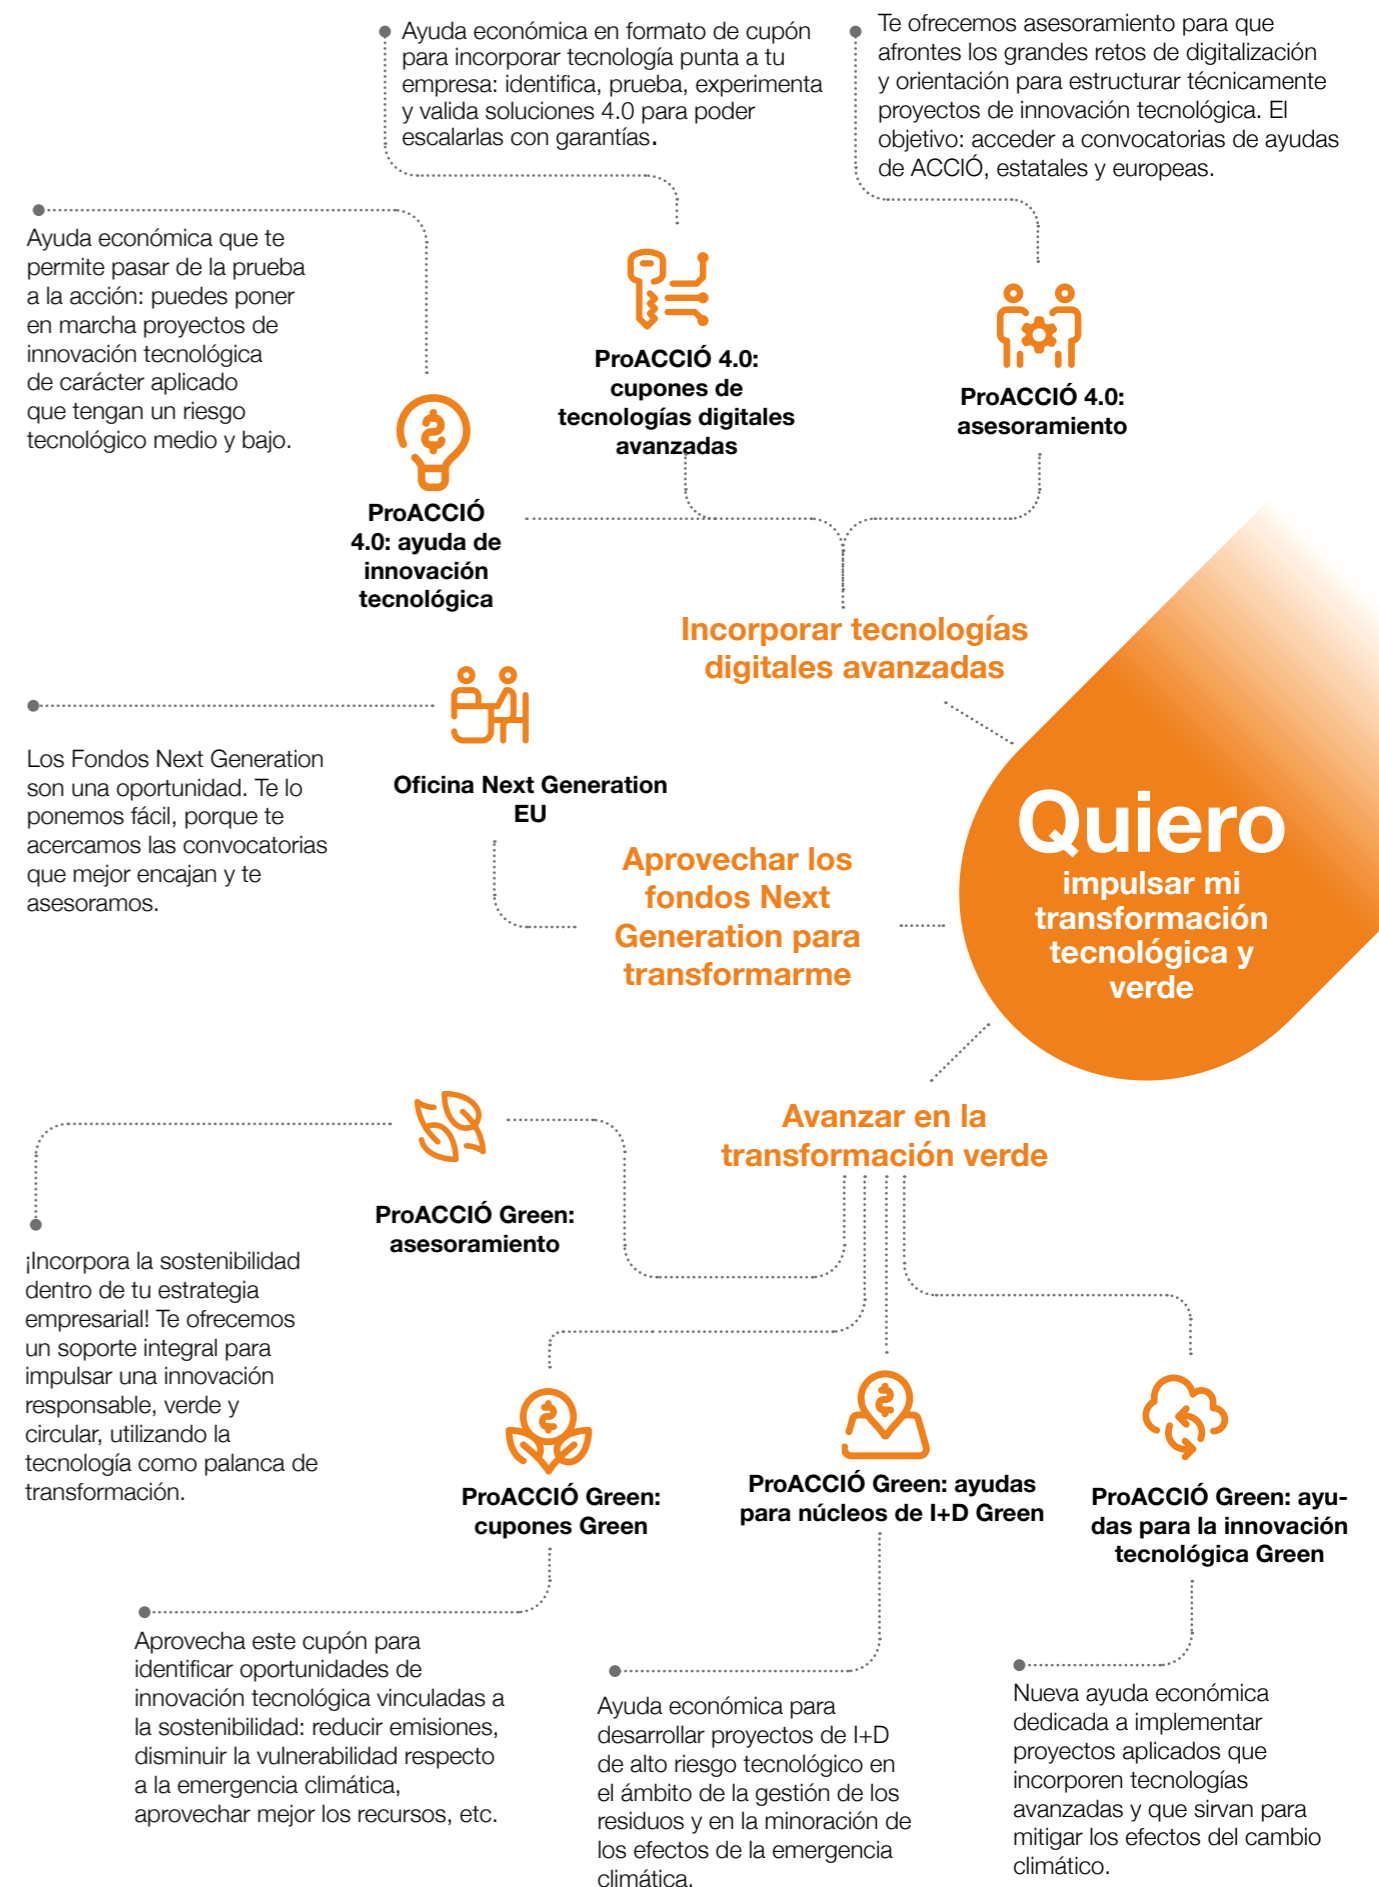 Ayuda económica en formato de cupón
para incorporar tecnología punta a tu
empresa: identifica, prueba, experimenta
y valida soluciones 4.0 para poder
escalarlas con garantías.
Te ofrecemos asesoramiento para que
afrontes los grandes retos de digitalización
y orientación para estructurar técnicamente
proyectos de innovación tecnológica. El
objetivo: acceder a convocatorias de ayudas
de ACCIÓ, estatales y europeas.
Ayuda económica que te
permite pasar de la prueba
a la acción: puedes poner
en marcha proyectos de
innovación tecnológica
de carácter aplicado
que tengan un riesgo
tecnológico medio y bajo.
ProACCIÓ 4.0:
cupones de
tecnologías digitales
avanzadas
ProACCIÓ 4.0:
asesoramiento
ProACCIÓ
4.0: ayuda de
innovación
tecnológica
Incorporar tecnologías
digitales avanzadas
Los Fondos Next Generation
son una oportunidad. Te lo
ponemos fácil, porque te
acercamos las convocatorias
que mejor encajan y te
asesoramos.
Oficina Next Generation
EU
Aprovechar los
fondos Next
Generation para
transformarme
Quiero
impulsar mi
transformación
tecnológica y
verde
Avanzar en la
transformación verde
ProACCIÓ Green:
asesoramiento
¡Incorpora la sostenibilidad
dentro de tu estrategia
empresarial! Te ofrecemos
un soporte integral para
impulsar una innovación
responsable, verde y
circular, utilizando la
tecnología como palanca de
transformación.
ProACCIÓ Green:
cupones Green
ProACCIÓ Green: ayudas
para núcleos de I+D Green
ProACCIÓ Green: ayu-
das para la innovación
tecnológica Green
Aprovecha este cupón para
identificar oportunidades de
innovación tecnológica vinculadas a
la sostenibilidad: reducir emisiones,
disminuir la vulnerabilidad respecto
a la emergencia climática,
aprovechar mejor los recursos, etc.
Ayuda económica para
desarrollar proyectos de I+D
de alto riesgo tecnológico en
el ámbito de la gestión de los
residuos y en la minoración de
los efectos de la emergencia
climática.
Nueva ayuda económica
dedicada a implementar
proyectos aplicados que
incorporen tecnologías
avanzadas y que sirvan para
mitigar los efectos del cambio
climático.